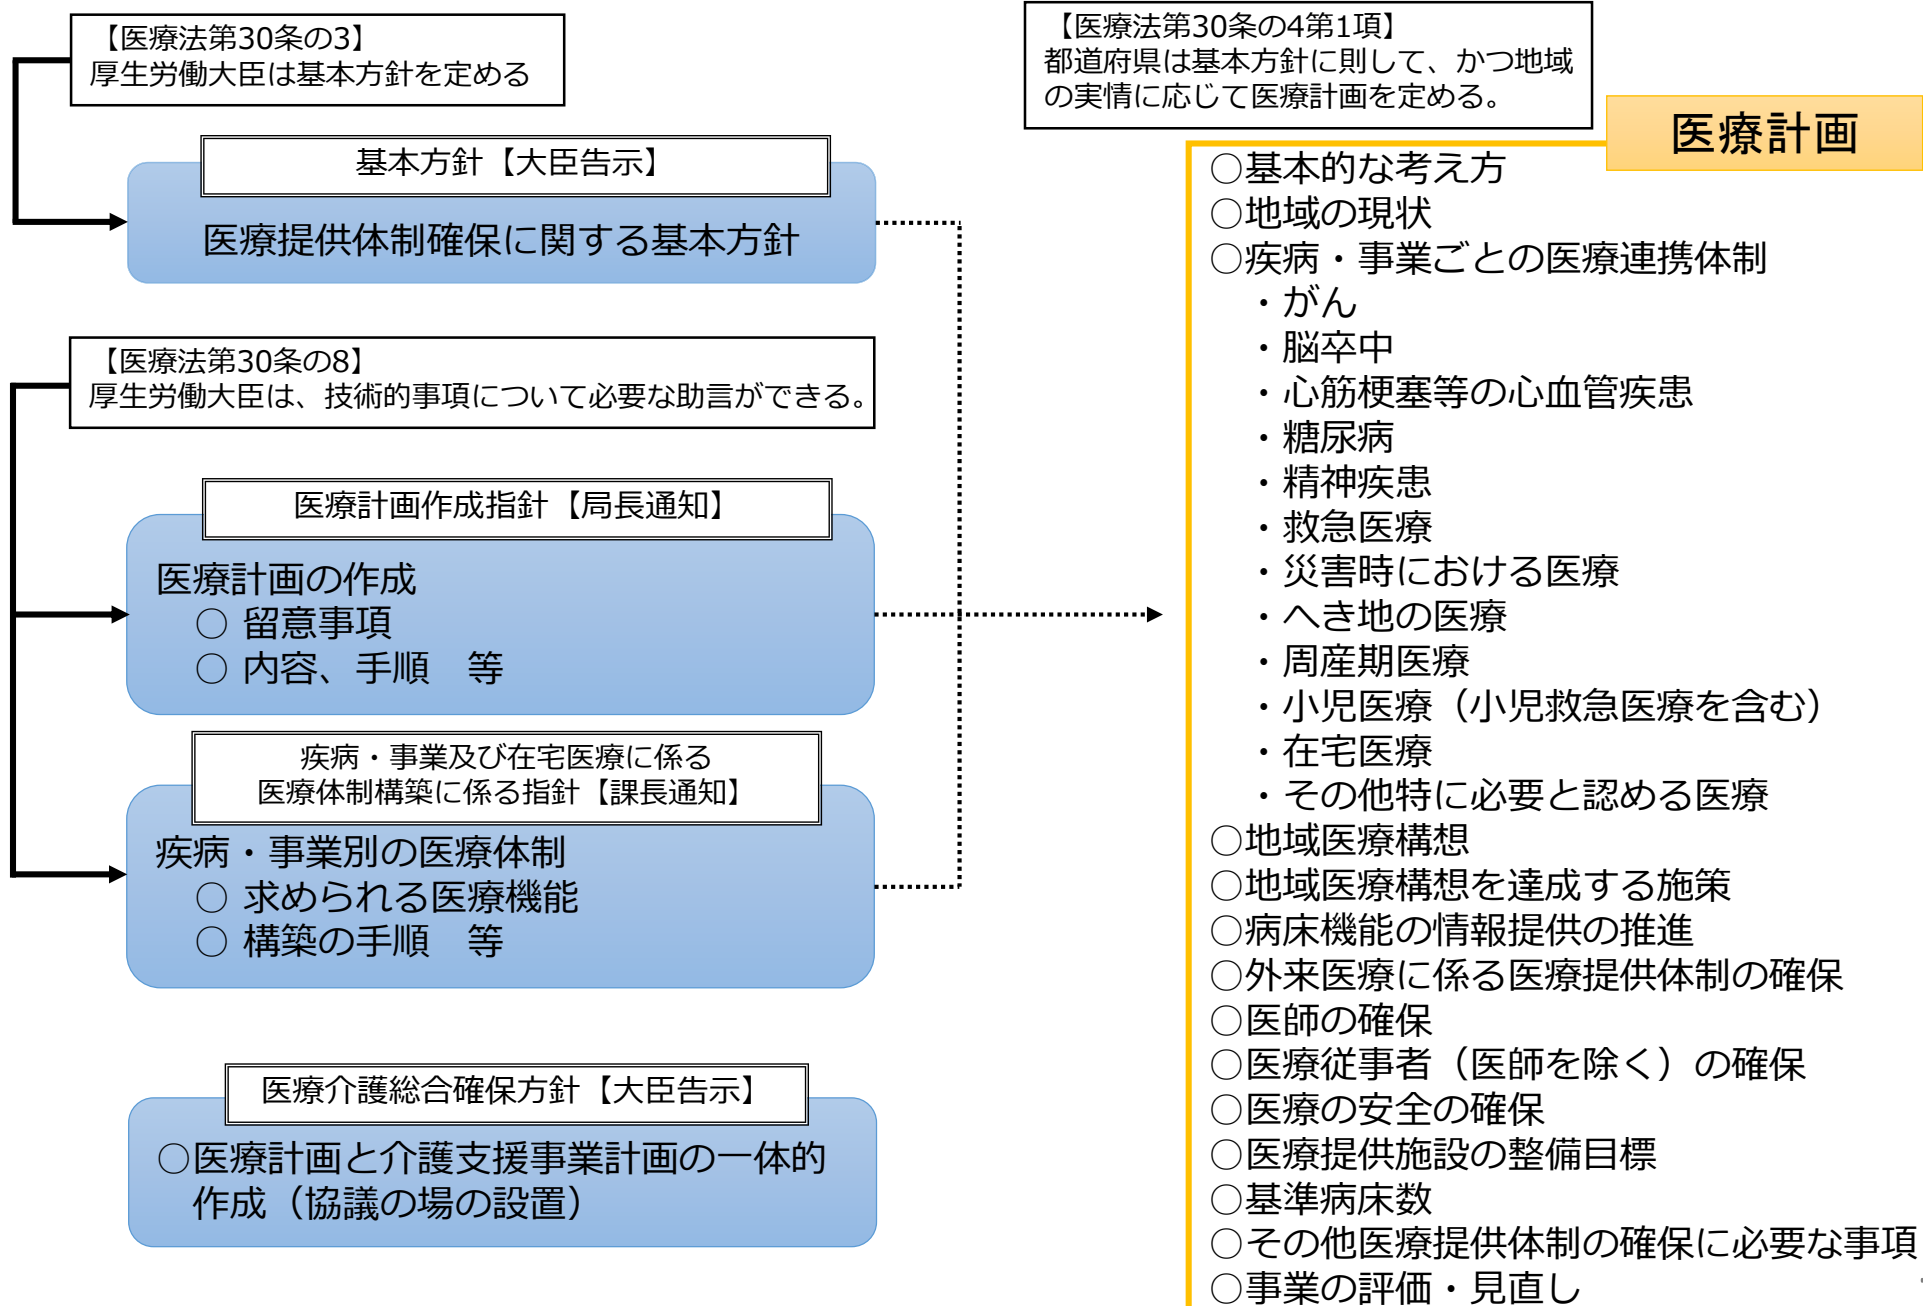 【医療法第30条の3】
厚生労働大臣は基本方針を定める
基本方針【大臣告示】
医療提供体制確保に関する基本方針
【医療法第30条の8】
厚生労働大臣は、技術的事項について必要な助言ができる。
医療計画作成指針【局長通知】
医療計画の作成
○ 留意事項
○ 内容、手順　等
疾病・事業及び在宅医療に係る
医療体制構築に係る指針【課長通知】
疾病・事業別の医療体制
○ 求められる医療機能
○ 構築の手順　等
医療介護総合確保方針【大臣告示】
○医療計画と介護支援事業計画の一体的
作成（協議の場の設置）
【医療法第30条の4第1項】
都道府県は基本方針に則して、かつ地域
の実情に応じて医療計画を定める。
医療計画
○基本的な考え方
○地域の現状
○疾病・事業ごとの医療連携体制
・がん
・脳卒中
・心筋梗塞等の心血管疾患
・糖尿病
・精神疾患
・救急医療
・災害時における医療
・へき地の医療
・周産期医療
・小児医療（小児救急医療を含む）
・在宅医療
・その他特に必要と認める医療
○地域医療構想
○地域医療構想を達成する施策
○病床機能の情報提供の推進
○外来医療に係る医療提供体制の確保
○医師の確保
○医療従事者（医師を除く）の確保
○医療の安全の確保
○医療提供施設の整備目標
○基準病床数
○その他医療提供体制の確保に必要な事項
○事業の評価・見直し